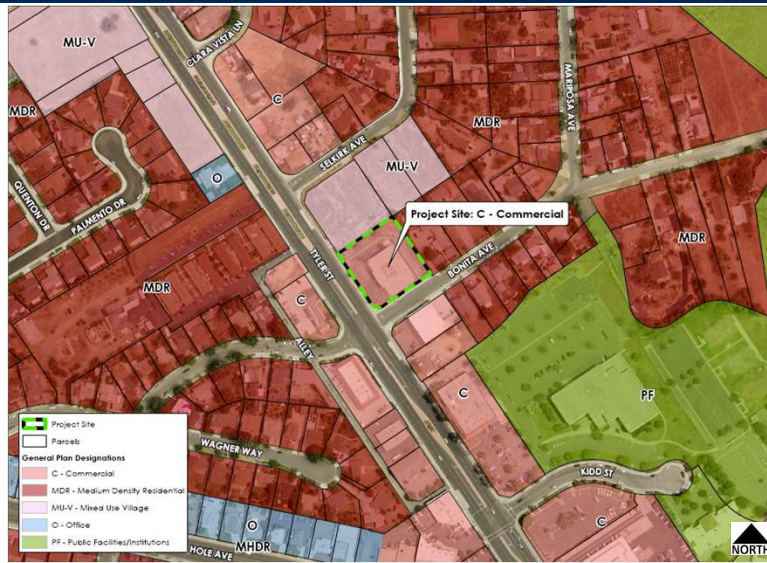 MU-V
CLARA VISTA LN
C
MDR
MARIPOSA AVE
MDR
SELKIRK AVE
MU-V
O
QUENTON DR
PALMENTO DR
Project Site: C - Commercial
TYLER ST
BONITA AVE
MDR
MDR
C
ALLEY
C
PF
WAGNER WAY
KIDD ST
C
O
MHDR
HOLE AVE
Project Site
Parcels
General Plan Designations
C - Commercial
MDR - Medium Density Residential
MU-V - Mixed Use Village
O - Office
PF - Public Facilities/Institutions
NORTH